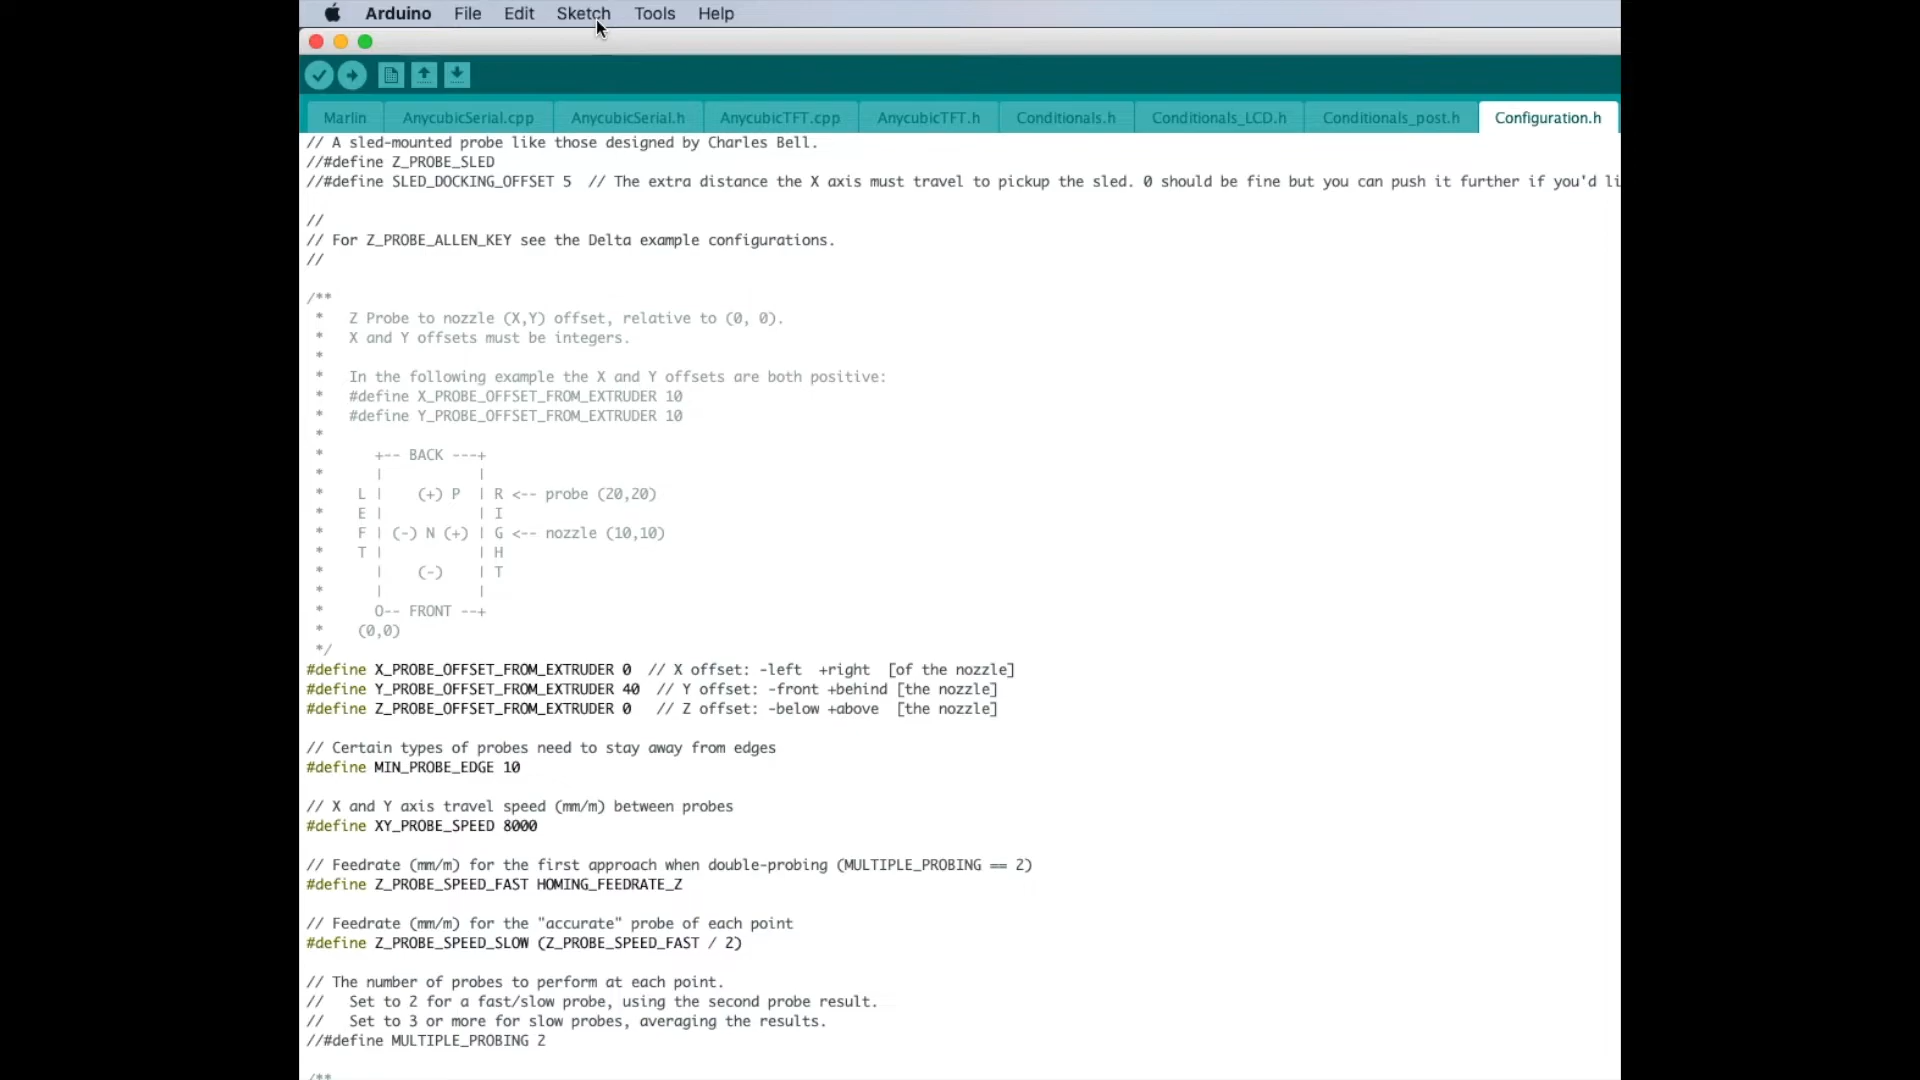 Arduino File Edit Sketch Tools Help
Marlin AnycubicSerial.cpp AnycubicSerial.h AnycubicTFT.cpp AnycubicTFT.h Conditionals.h Conditionals_LCD.h Conditionals_post.h Configuration.h
// A sled-mounted probe like those designed by Charles Bell.
//#define Z_PROBE_SLED
//#define SLED_DOCKING_OFFSET 5  // The extra distance the X axis must travel to pickup the sled. 0 should be fine but you can push it further if you'd li
//
// For Z_PROBE_ALLEN_KEY see the Delta example configurations.
//
/**
 *   Z Probe to nozzle (X,Y) offset, relative to (0, 0).
 *   X and Y offsets must be integers.
 *
 *   In the following example the X and Y offsets are both positive:
 *   #define X_PROBE_OFFSET_FROM_EXTRUDER 10
 *   #define Y_PROBE_OFFSET_FROM_EXTRUDER 10
 *
 *      +-- BACK ---+
 *      |           |
 *    L |    (+) P  | R <-- probe (20,20)
 *    E |           | I
 *    F | (-) N (+) | G <-- nozzle (10,10)
 *    T |           | H
 *      |    (-)    | T
 *      |           |
 *      O-- FRONT --+
 *    (0,0)
 */
#define X_PROBE_OFFSET_FROM_EXTRUDER 0  // X offset: -left  +right  [of the nozzle]
#define Y_PROBE_OFFSET_FROM_EXTRUDER 40  // Y offset: -front +behind [the nozzle]
#define Z_PROBE_OFFSET_FROM_EXTRUDER 0   // Z offset: -below +above  [the nozzle]
// Certain types of probes need to stay away from edges
#define MIN_PROBE_EDGE 10
// X and Y axis travel speed (mm/m) between probes
#define XY_PROBE_SPEED 8000
// Feedrate (mm/m) for the first approach when double-probing (MULTIPLE_PROBING == 2)
#define Z_PROBE_SPEED_FAST HOMING_FEEDRATE_Z
// Feedrate (mm/m) for the "accurate" probe of each point
#define Z_PROBE_SPEED_SLOW (Z_PROBE_SPEED_FAST / 2)
// The number of probes to perform at each point.
//   Set to 2 for a fast/slow probe, using the second probe result.
//   Set to 3 or more for slow probes, averaging the results.
//#define MULTIPLE_PROBING 2
/**